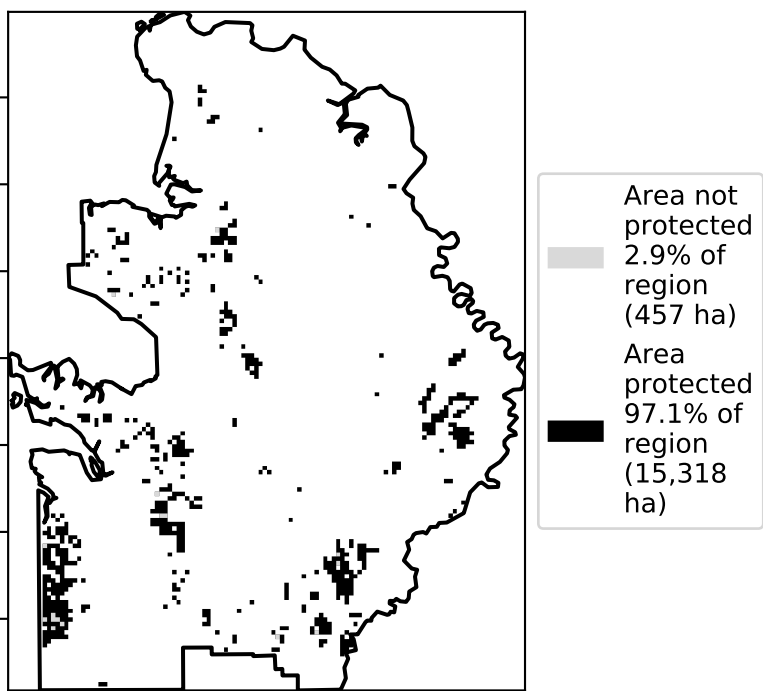 Area not
protected
2.9% of
region
(457 ha)
Area
protected
97.1% of
region
(15,318
ha)